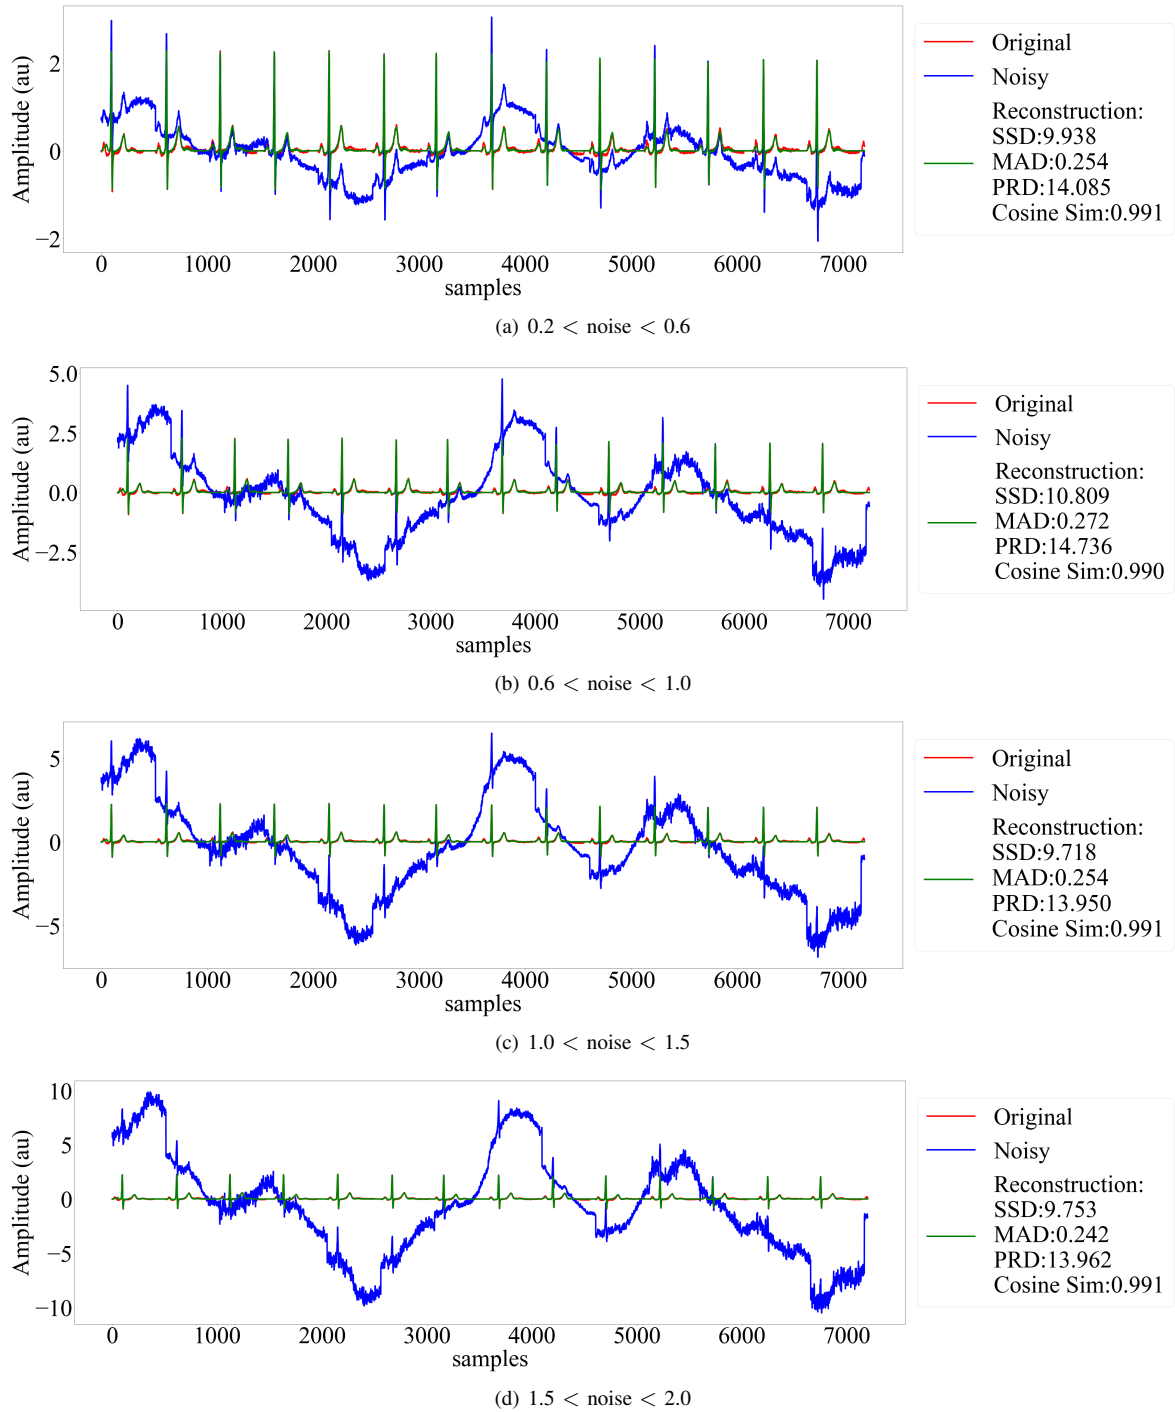 Amplitude (au)
2
0
−2
0 1000 2000 3000 4000 5000 6000 7000
samples
Original
Noisy
Reconstruction:
SSD:9.938
MAD:0.254
PRD:14.085
Cosine Sim:0.991
(a) 0.2 < noise < 0.6
Amplitude (au)
5.0
2.5
0.0
−2.5
0 1000 2000 3000 4000 5000 6000 7000
samples
Original
Noisy
Reconstruction:
SSD:10.809
MAD:0.272
PRD:14.736
Cosine Sim:0.990
(b) 0.6 < noise < 1.0
Amplitude (au)
5
0
−5
0 1000 2000 3000 4000 5000 6000 7000
samples
Original
Noisy
Reconstruction:
SSD:9.718
MAD:0.254
PRD:13.950
Cosine Sim:0.991
(c) 1.0 < noise < 1.5
Amplitude (au)
10
5
0
−5
−10
0 1000 2000 3000 4000 5000 6000 7000
samples
Original
Noisy
Reconstruction:
SSD:9.753
MAD:0.242
PRD:13.962
Cosine Sim:0.991
(d) 1.5 < noise < 2.0